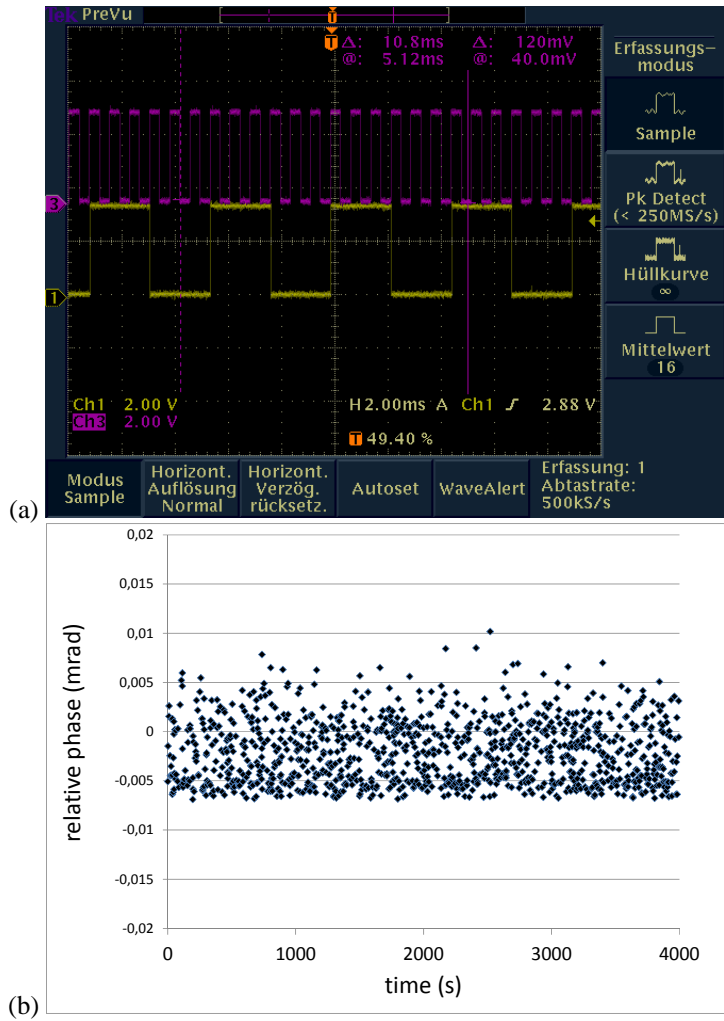 Tek PreVu
T
T
Δ: 10.8ms Δ: 120mV
@: 5.12ms @: 40.0mV
Erfassungs-
modus
Sample
Pk Detect
(< 250MS/s)
Hüllkurve
∞
Mittelwert
16
3
1
Ch1 2.00 V H 2.00ms A Ch1 2.88 V
Ch3 2.00 V
T 49.40 %
Modus
Sample
Horizont.
Auflösung
Normal
Horizont.
Verzög.
rücksetz.
Autoset
WaveAlert
Erfassung: 1
Abtastrate:
500kS/s
(a)
0,02
0,015
0,01
0,005
0
-0,005
-0,01
-0,015
-0,02
relative phase (mrad)
0 1000 2000 3000 4000
time (s)
(b)